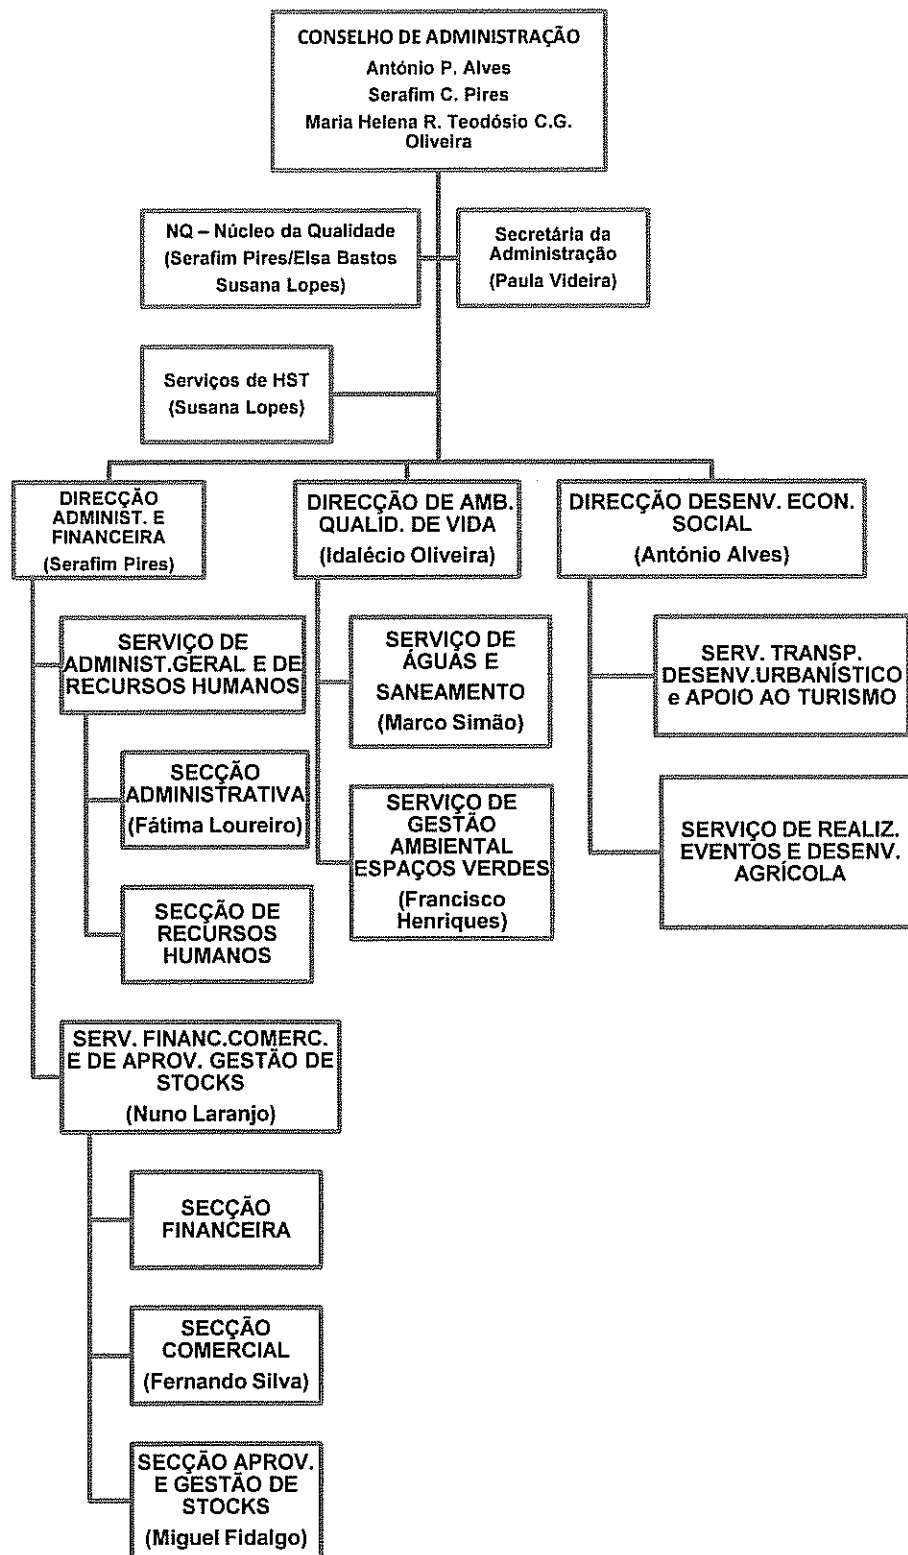 CONSELHO DE ADMINISTRAÇÃO
António P. Alves
Serafim C. Pires
Maria Helena R. Teodósio C.G.
Oliveira
NQ – Núcleo da Qualidade
(Serafim Pires/Elsa Bastos
Susana Lopes)
Secretária da
Administração
(Paula Videira)
Serviços de HST
(Susana Lopes)
DIRECÇÃO
ADMINIST. E
FINANCEIRA
(Serafim Pires)
DIRECÇÃO DE AMB.
QUALID. DE VIDA
(Idalécio Oliveira)
DIRECÇÃO DESENV. ECON.
SOCIAL
(António Alves)
SERVIÇO DE
ADMINIST.GERAL E DE
RECURSOS HUMANOS
SECÇÃO
ADMINISTRATIVA
(Fátima Loureiro)
SECÇÃO DE
RECURSOS
HUMANOS
SERV. FINANC.COMERC.
E DE APROV. GESTÃO DE
STOCKS
(Nuno Laranjo)
SECÇÃO
FINANCEIRA
SECÇÃO
COMERCIAL
(Fernando Silva)
SECÇÃO APROV.
E GESTÃO DE
STOCKS
(Miguel Fidalgo)
SERVIÇO DE
ÁGUAS E
SANEAMENTO
(Marco Simão)
SERVIÇO DE
GESTÃO
AMBIENTAL
ESPAÇOS VERDES
(Francisco
Henriques)
SERV. TRANSP.
DESENV.URBANÍSTICO
e APOIO AO TURISMO
SERVIÇO DE REALIZ.
EVENTOS E DESENV.
AGRÍCOLA